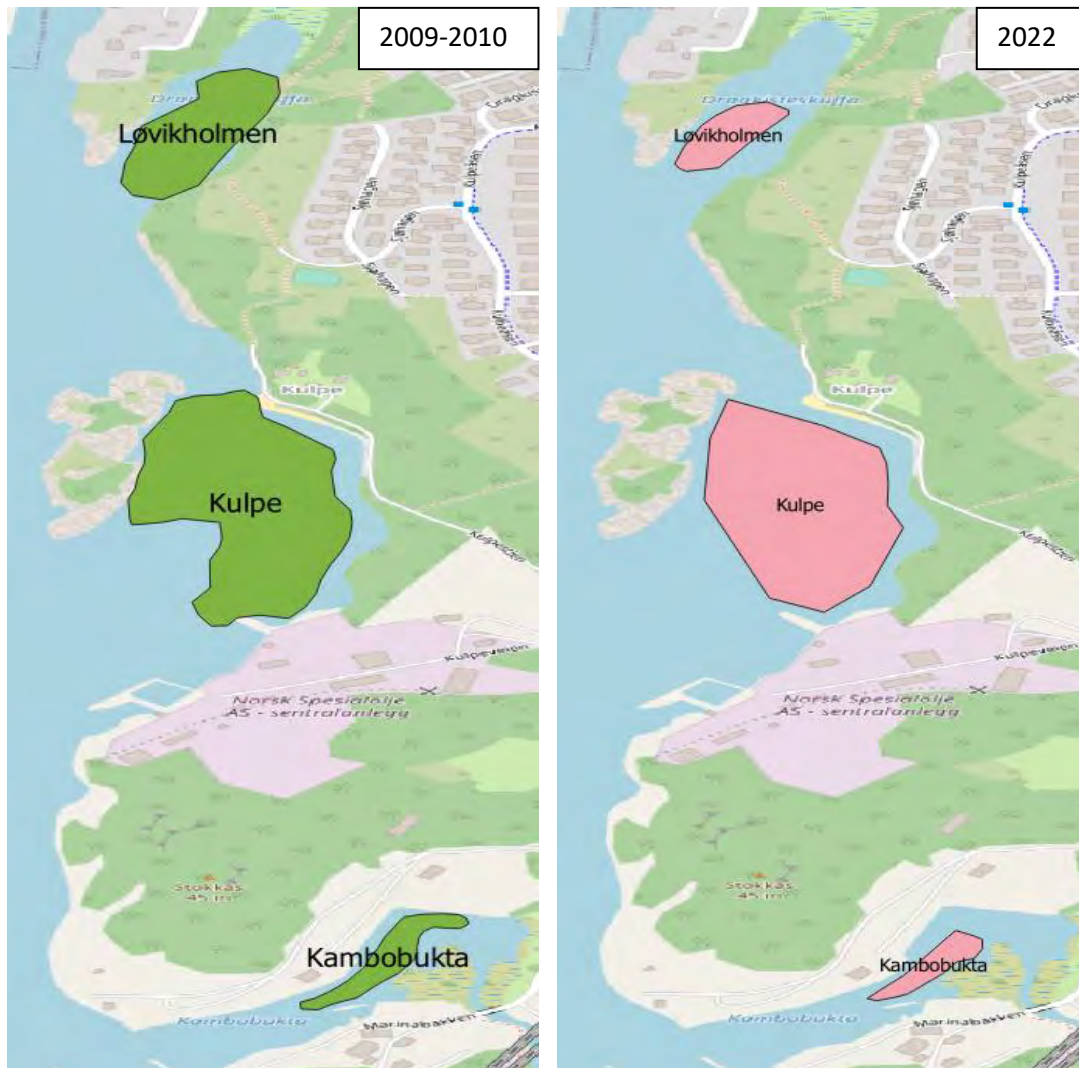 2009-2010
Løvikholmen
Kulpe
Kulpe
Kulpeveien
Norsk Spesialolje
AS - sentralanlegg
Stokkås
45 m
Kambobukta
Kambobukta
Marinabakken
2022
Dragkisteskuffa
Løvikholmen
Kulpe
Kulpe
Kulpeveien
Norsk Spesialolje
AS - sentralanlegg
Stokkås
45 m
Kambobukta
Kambobukta
Marinabakken